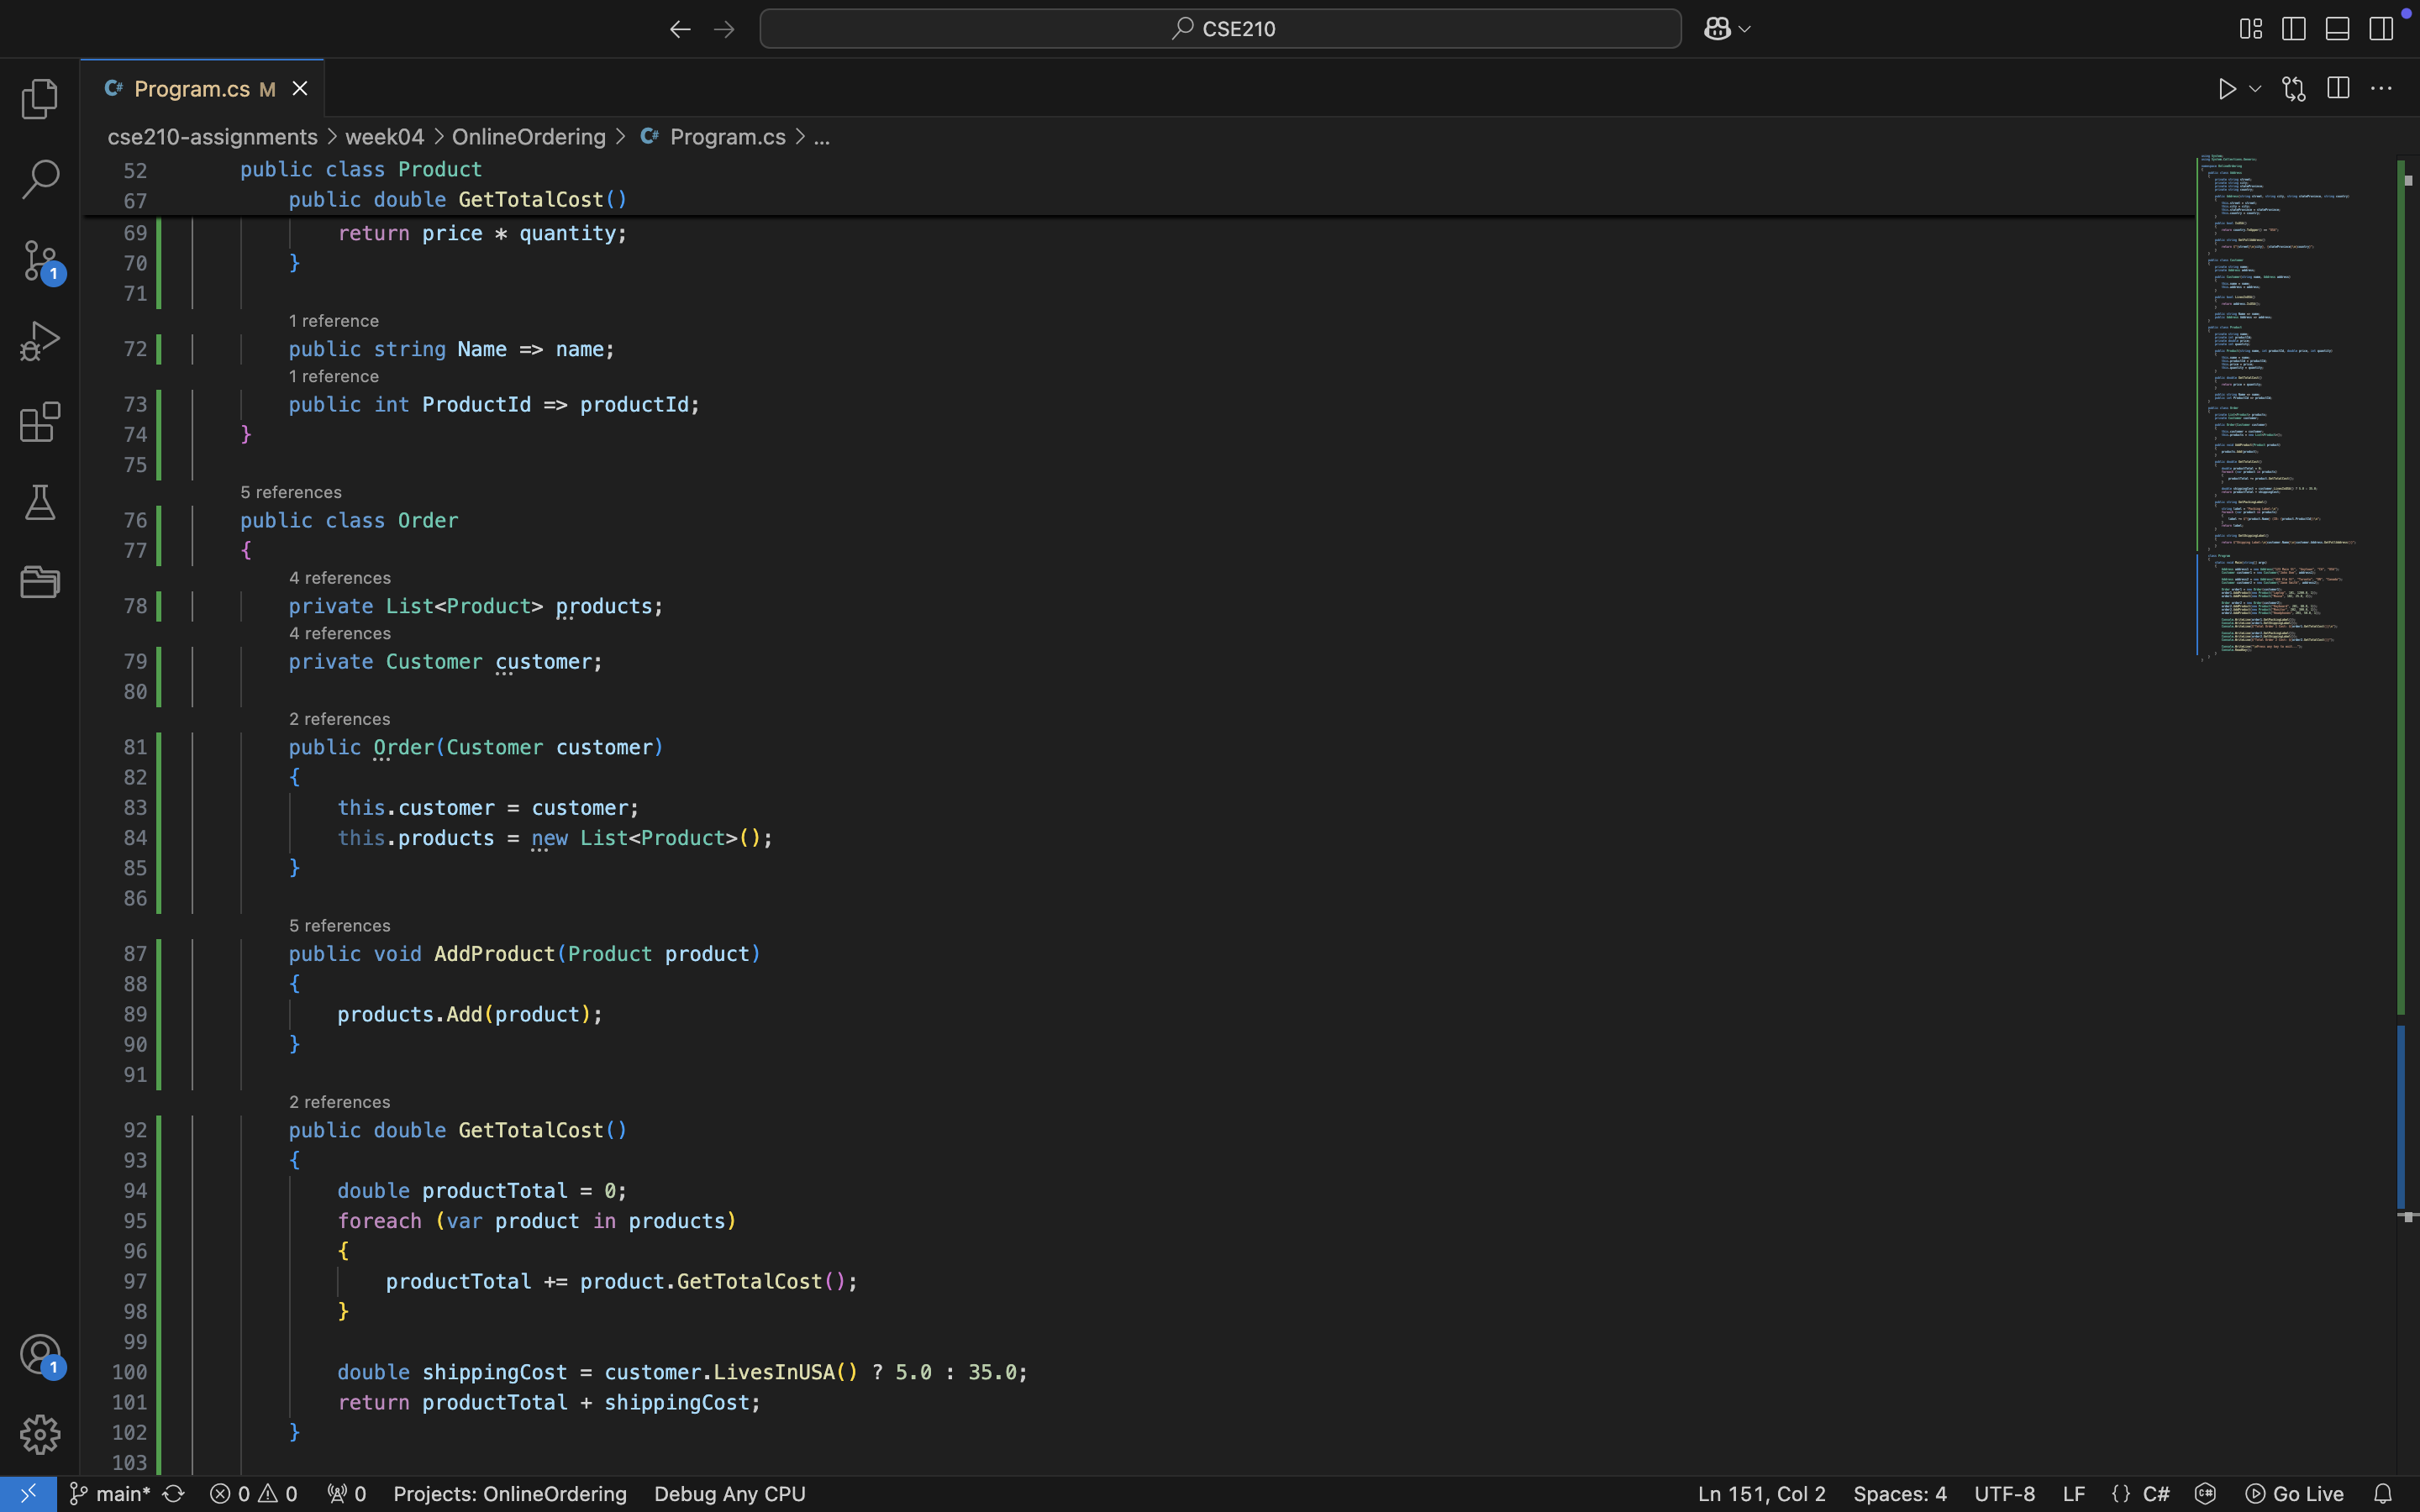 CSE210
Program.cs M
cse210-assignments > week04 > OnlineOrdering > Program.cs > ...
52 public class Product
67 public double GetTotalCost()
69 return price * quantity;
70 }
71
1 reference
72 public string Name => name;
1 reference
73 public int ProductId => productId;
74 }
75
5 references
76 public class Order
77 {
4 references
78 private List<Product> products;
4 references
79 private Customer customer;
80
2 references
81 public Order(Customer customer)
82 {
83 this.customer = customer;
84 this.products = new List<Product>();
85 }
86
5 references
87 public void AddProduct(Product product)
88 {
89 products.Add(product);
90 }
91
2 references
92 public double GetTotalCost()
93 {
94 double productTotal = 0;
95 foreach (var product in products)
96 {
97 productTotal += product.GetTotalCost();
98 }
99
100 double shippingCost = customer.LivesInUSA() ? 5.0 : 35.0;
101 return productTotal + shippingCost;
102 }
103
1
1
main* 0 0 0 Projects: OnlineOrdering Debug Any CPU Ln 151, Col 2 Spaces: 4 UTF-8 LF {} C# Go Live